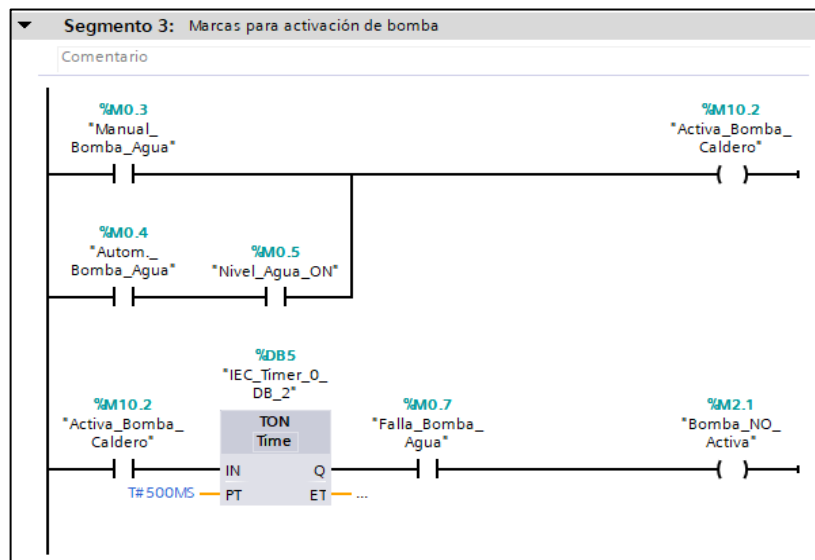 Segmento 3: Marcas para activación de bomba
Comentario
%M0.3
"Manual_
Bomba_Agua"
%M10.2
"Activa_Bomba_
Caldero"
%M0.4
"Autom._
Bomba_Agua"
%M0.5
"Nivel_Agua_ON"
%DB5
"IEC_Timer_0_
DB_2"
%M10.2
"Activa_Bomba_
Caldero"
TON
Time
IN
Q
T#500MS
PT
ET
...
%M0.7
"Falla_Bomba_
Agua"
%M2.1
"Bomba_NO_
Activa"